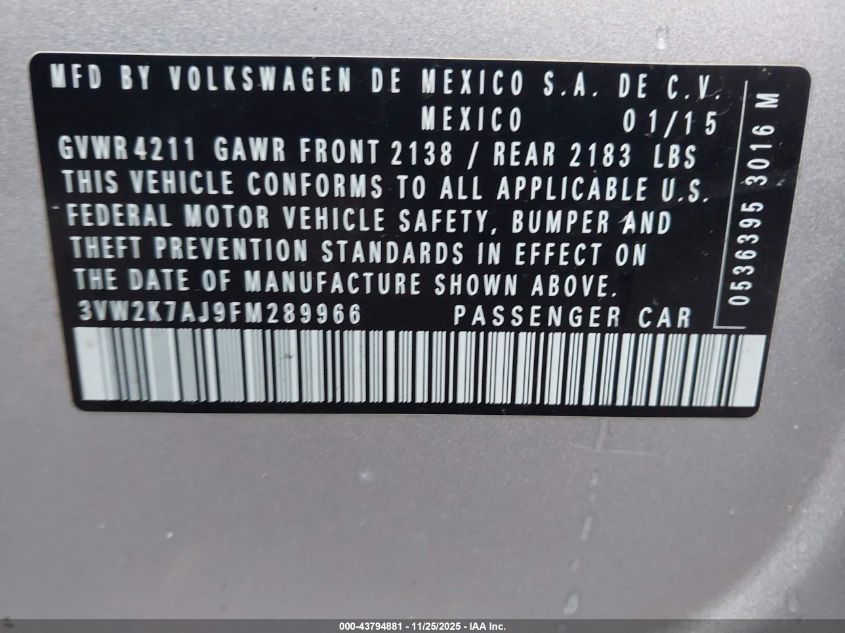 MFD BY VOLKSWAGEN DE MEXICO S.A. DE C.V.
MEXICO 01/15
GVWR 4211 GAWR FRONT 2138 / REAR 2183 LBS
THIS VEHICLE CONFORMS TO ALL APPLICABLE U.S.
FEDERAL MOTOR VEHICLE SAFETY, BUMPER AND
THEFT PREVENTION STANDARDS IN EFFECT ON
THE DATE OF MANUFACTURE SHOWN ABOVE.
3VW2K7AJ9FM289966 PASSENGER CAR
0536395 3016 M
000-43794881 - 11/25/2025 - IAA Inc.